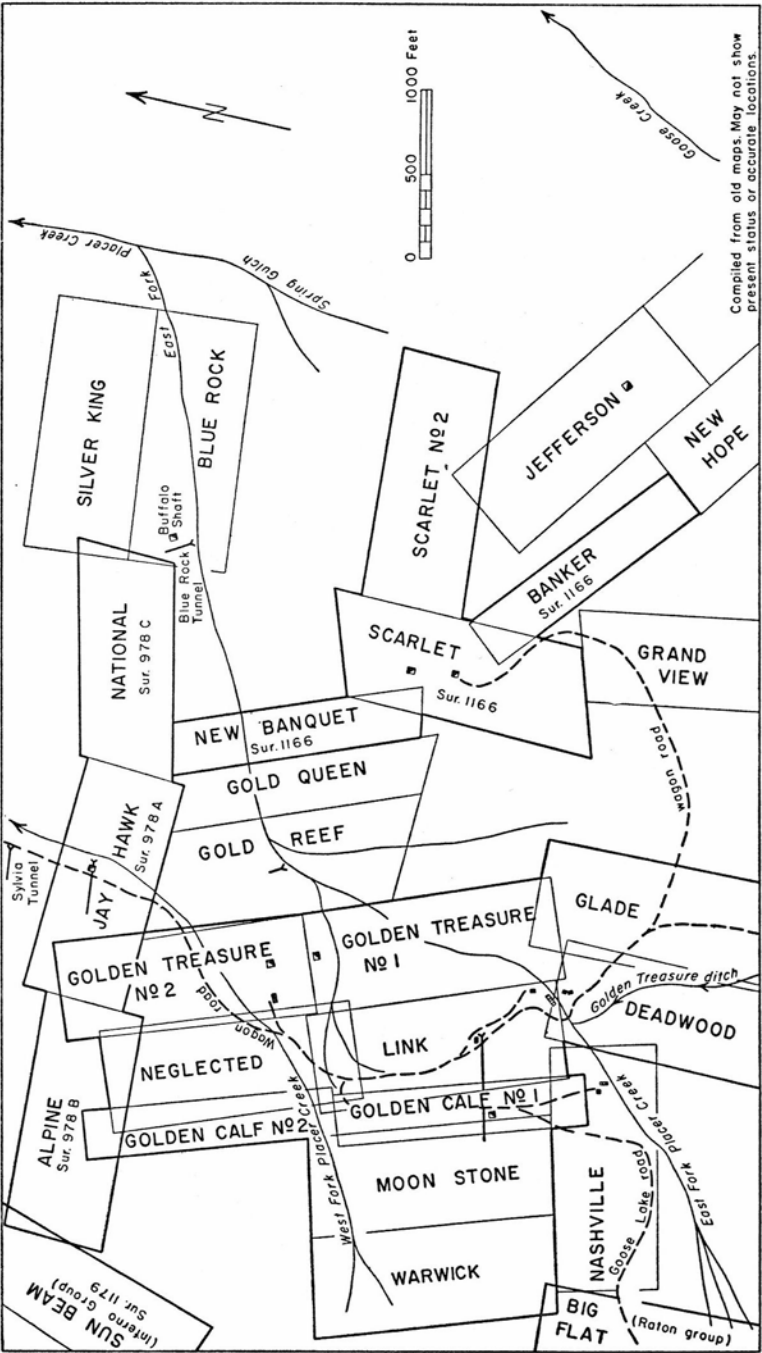 Placer Creek
Goose Creek
N
0 500 1000 Feet
East Fork
Spring Gulch
SILVER KING
BLUE ROCK
Buffalo
Shaft
Blue Rock
Tunnel
NATIONAL
Sur. 978 C
SCARLET Nº 2
JEFFERSON
NEW
HOPE
BANKER
Sur. 1166
SCARLET
Sur. 1166
GRAND
VIEW
NEW BANQUET
Sur. 1166
GOLD QUEEN
GOLD REEF
Sylvia
Tunnel
JAY HAWK
Sur. 978 A
wagon road
GOLDEN TREASURE
Nº 2
GOLDEN TREASURE
Nº 1
GLADE
Golden Treasure ditch
DEADWOOD
Wagon road
NEGLECTED
LINK
ALPINE
Sur. 978 B
GOLDEN CALF Nº 2
GOLDEN CALF Nº 1
West Fork Placer Creek
East Fork Placer Creek
MOON STONE
NASHVILLE
Goose Lake road
WARWICK
BIG
FLAT
(Raton group)
SUN BEAM
(Inferno Group)
Sur. 1179
Compiled from old maps. May not show
present status or accurate locations.